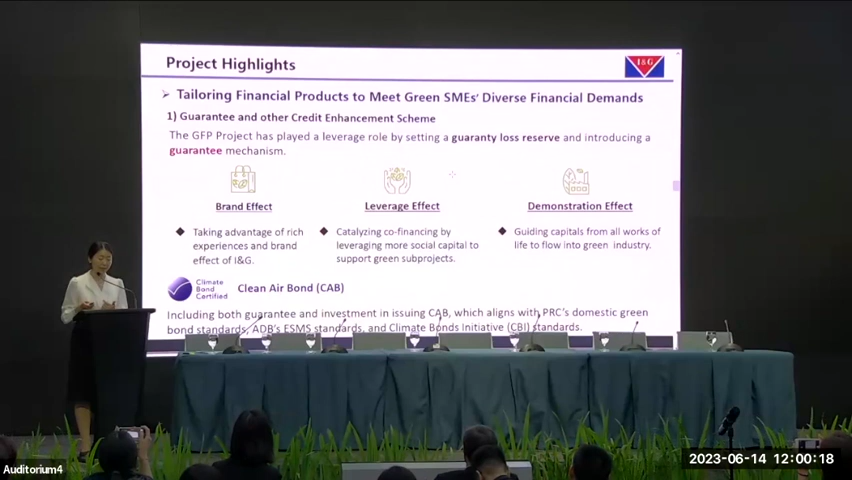 Project Highlights
I&G
Tailoring Financial Products to Meet Green SMEs' Diverse Financial Demands
1) Guarantee and other Credit Enhancement Scheme
The GFP Project has played a leverage role by setting a guaranty loss reserve and introducing a
guarantee mechanism.
Brand Effect
Leverage Effect
Demonstration Effect
Taking advantage of rich
experiences and brand
effect of I&G.
Catalyzing co-financing by
leveraging more social capital to
support green subprojects.
Guiding capitals from all works of
life to flow into green industry.
Climate
Bond
Certified
Clean Air Bond (CAB)
Including both guarantee and investment in issuing CAB, which aligns with PRC's domestic green
bond standards, ADB's ESMS standards, and Climate Bonds Initiative (CBI) standards.
Auditorium4
2023-06-14 12:00:18